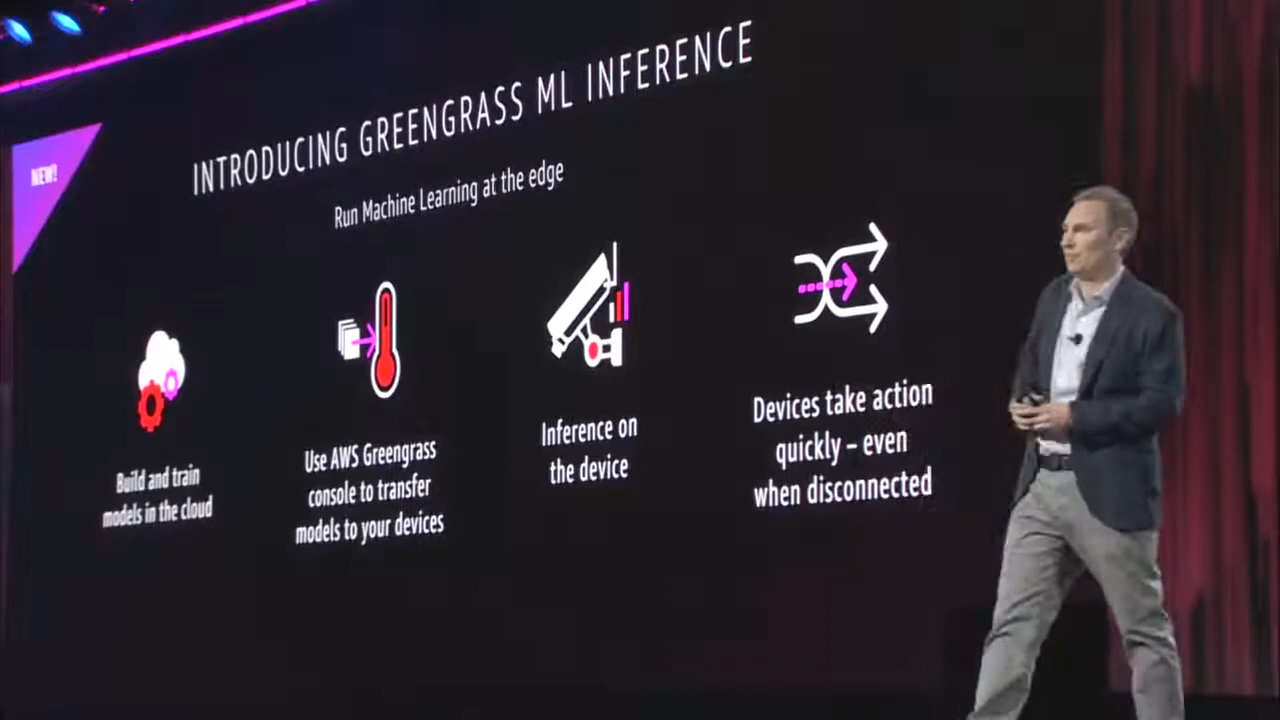 NEW!
INTRODUCING GREENGRASS ML INFERENCE
Run Machine Learning at the edge
Build and train
models in the cloud
Use AWS Greengrass
console to transfer
models to your devices
Inference on
the device
Devices take action
quickly – even
when disconnected